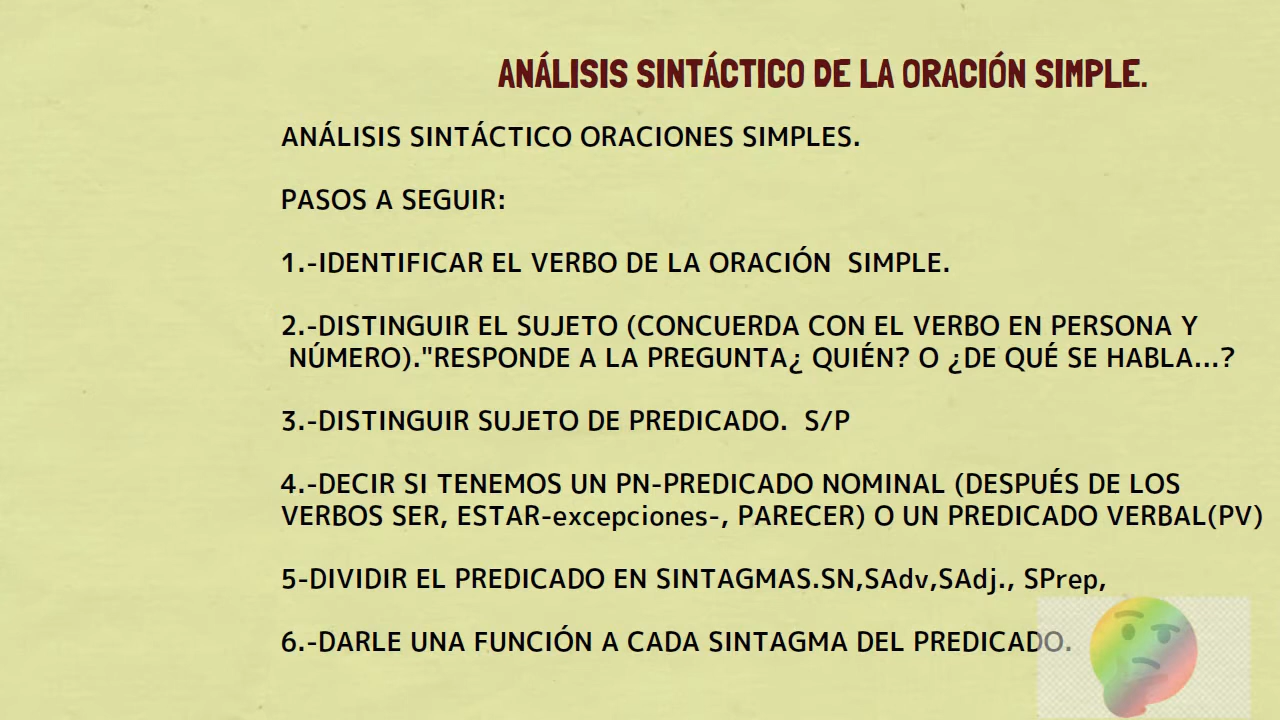 ANÁLISIS SINTÁCTICO DE LA ORACIÓN SIMPLE.
ANÁLISIS SINTÁCTICO ORACIONES SIMPLES.
PASOS A SEGUIR:
1.-IDENTIFICAR EL VERBO DE LA ORACIÓN  SIMPLE.
2.-DISTINGUIR EL SUJETO (CONCUERDA CON EL VERBO EN PERSONA Y
NÚMERO)."RESPONDE A LA PREGUNTA¿ QUIÉN? O ¿DE QUÉ SE HABLA...?
3.-DISTINGUIR SUJETO DE PREDICADO.  S/P
4.-DECIR SI TENEMOS UN PN-PREDICADO NOMINAL (DESPUÉS DE LOS
VERBOS SER, ESTAR-excepciones-, PARECER) O UN PREDICADO VERBAL(PV)
5-DIVIDIR EL PREDICADO EN SINTAGMAS.SN,SAdv,SAdj., SPrep,
6.-DARLE UNA FUNCIÓN A CADA SINTAGMA DEL PREDICADO.